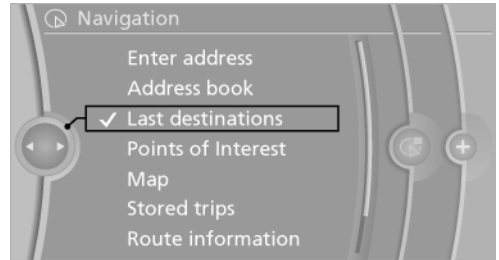 Navigation
Enter address
Address book
✓ Last destinations
Points of Interest
Map
Stored trips
Route information